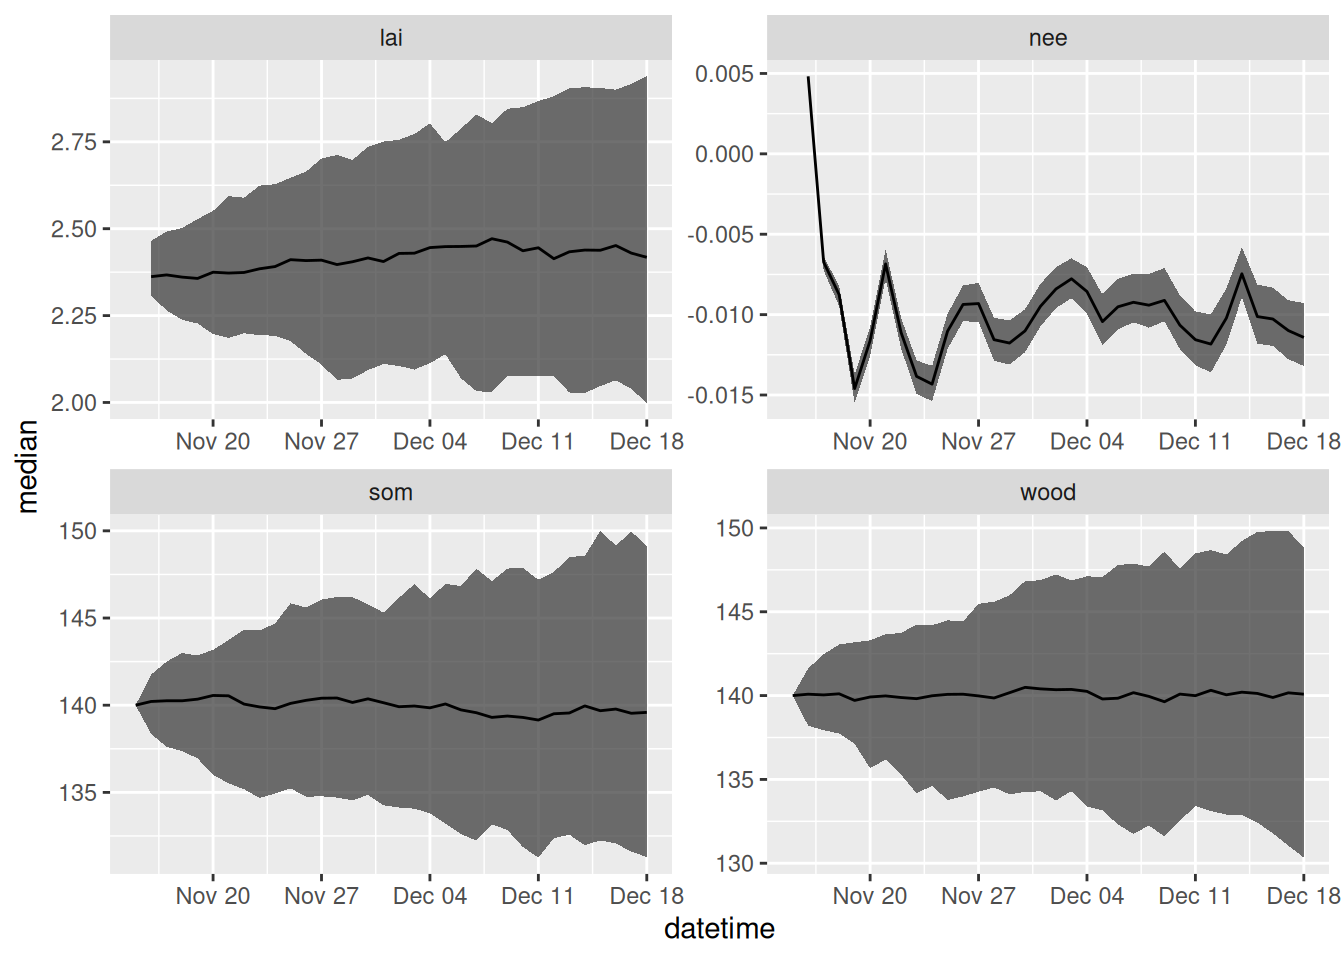 lai
2.75
2.50
2.25
2.00
Nov 20 Nov 27 Dec 04 Dec 11 Dec 18
nee
0.005
0.000
-0.005
-0.010
-0.015
Nov 20 Nov 27 Dec 04 Dec 11 Dec 18
median
som
150
145
140
135
Nov 20 Nov 27 Dec 04 Dec 11 Dec 18
wood
150
145
140
135
130
Nov 20 Nov 27 Dec 04 Dec 11 Dec 18
datetime